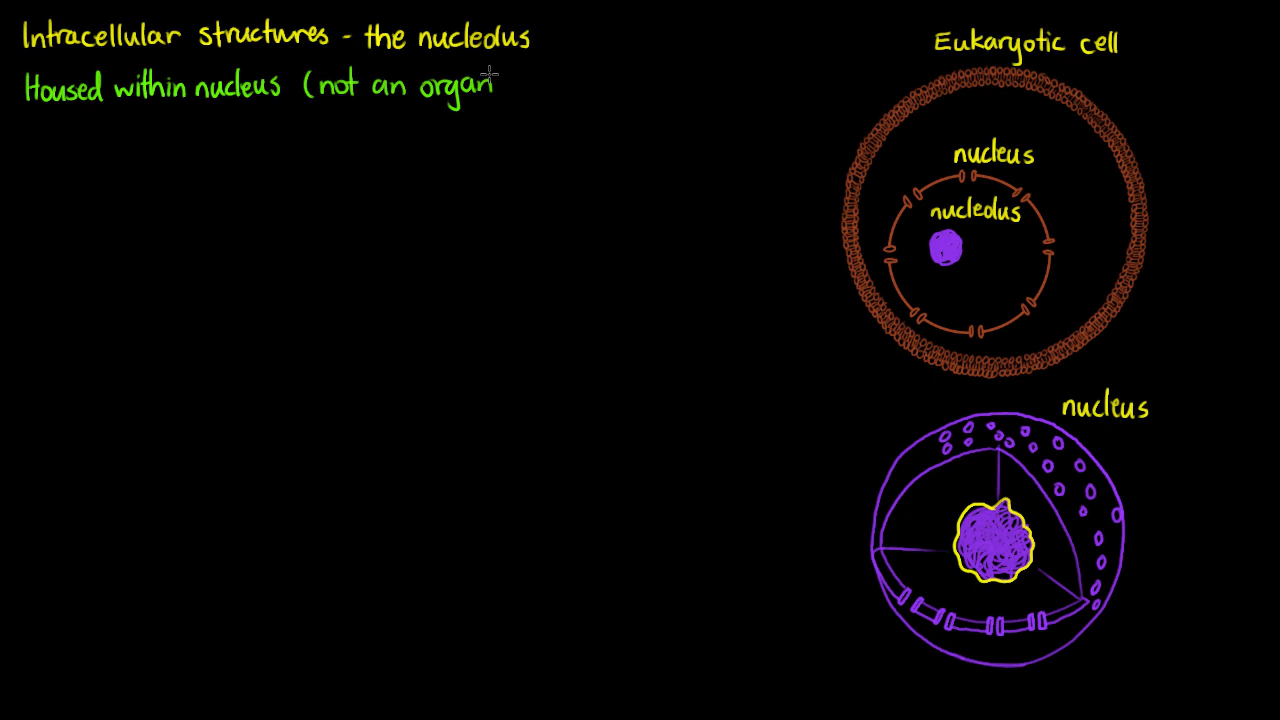 Intracellular structures - the nucleolus
Housed within nucleus (not an organ
Eukaryotic cell
nucleus
nucleolus
nucleus